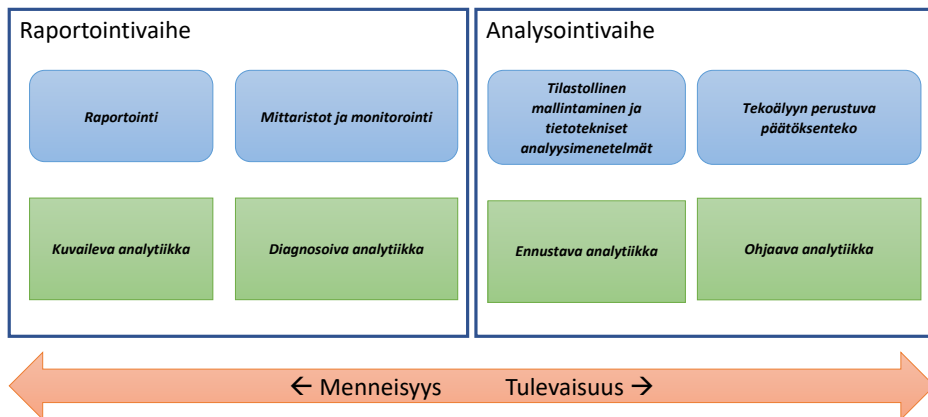 Raportointivaihe
Raportointi
Mittaristot ja monitorointi
Kuvaileva analytiikka
Diagnosoiva analytiikka
Analysointivaihe
Tilastollinen
mallintaminen ja
tietotekniset
analyysimenetelmät
Tekoälyyn perustuva
päätöksenteko
Ennustava analytiikka
Ohjaava analytiikka
← Menneisyys
Tulevaisuus →